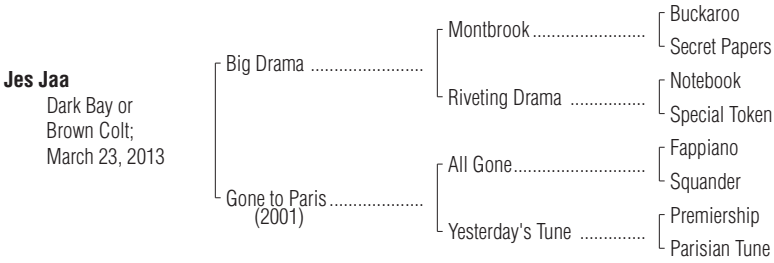 Jes Jaa
Dark Bay or
Brown Colt;
March 23, 2013
Big Drama ........................
Gone to Paris....................
(2001)
Montbrook........................
Riveting Drama ................
All Gone............................
Yesterday's Tune ..............
Buckaroo
Secret Papers
Notebook
Special Token
Fappiano
Squander
Premiership
Parisian Tune